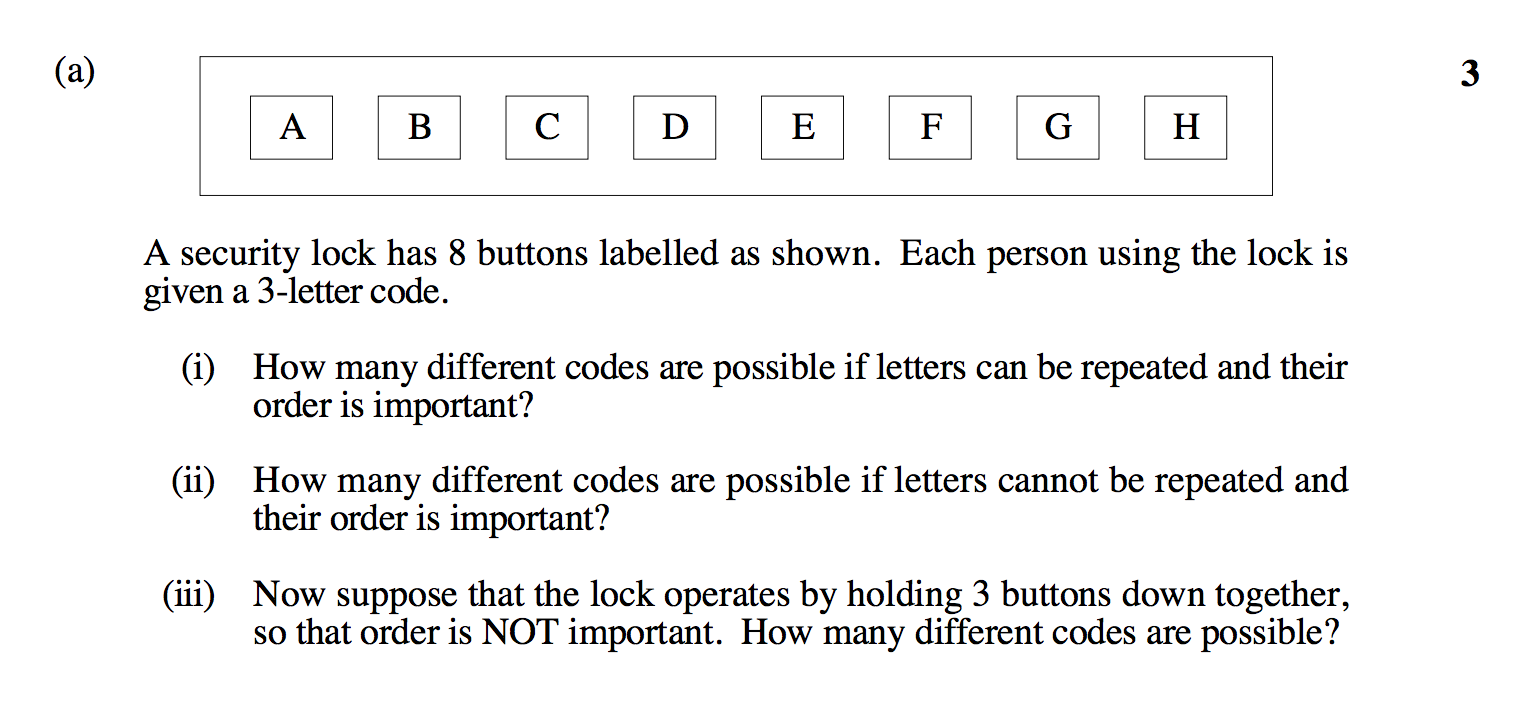 (a) 3
A B C D E F G H
A security lock has 8 buttons labelled as shown. Each person using the lock is
given a 3-letter code.
(i) How many different codes are possible if letters can be repeated and their
order is important?
(ii) How many different codes are possible if letters cannot be repeated and
their order is important?
(iii) Now suppose that the lock operates by holding 3 buttons down together,
so that order is NOT important. How many different codes are possible?